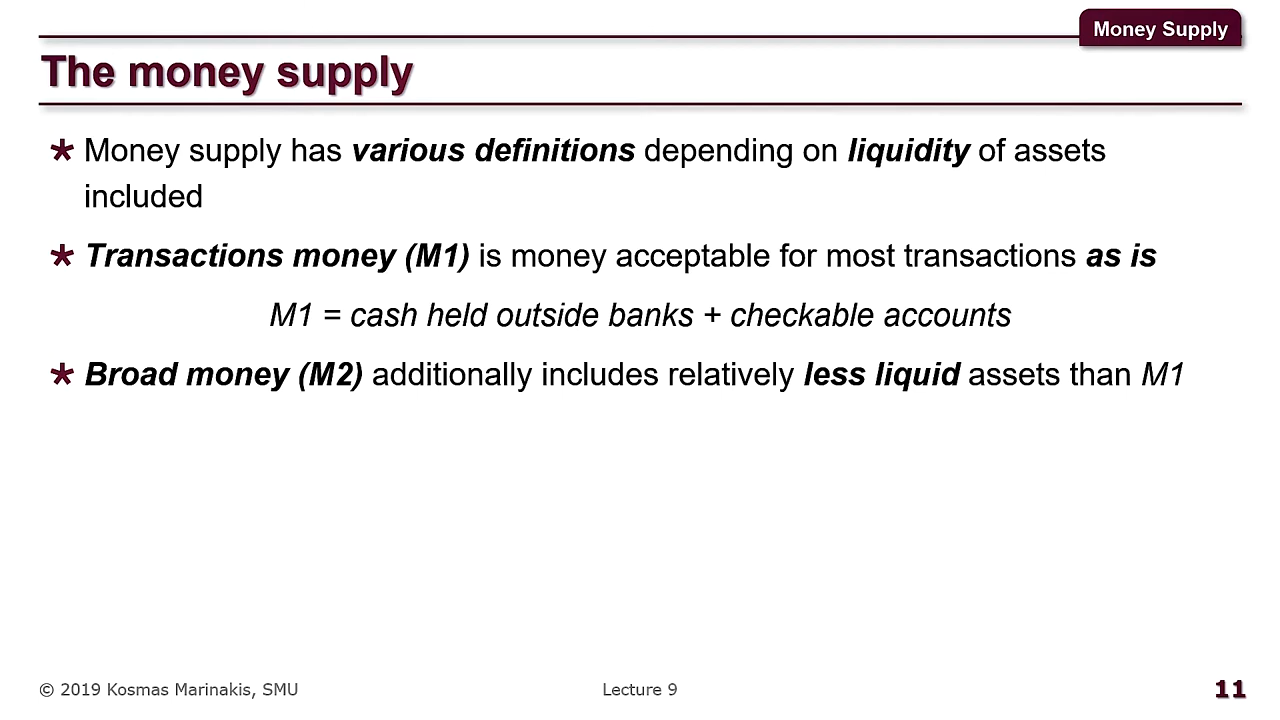 Money Supply
The money supply
* Money supply has various definitions depending on liquidity of assets
included
* Transactions money (M1) is money acceptable for most transactions as is
M1 = cash held outside banks + checkable accounts
* Broad money (M2) additionally includes relatively less liquid assets than M1
© 2019 Kosmas Marinakis, SMU
Lecture 9
11